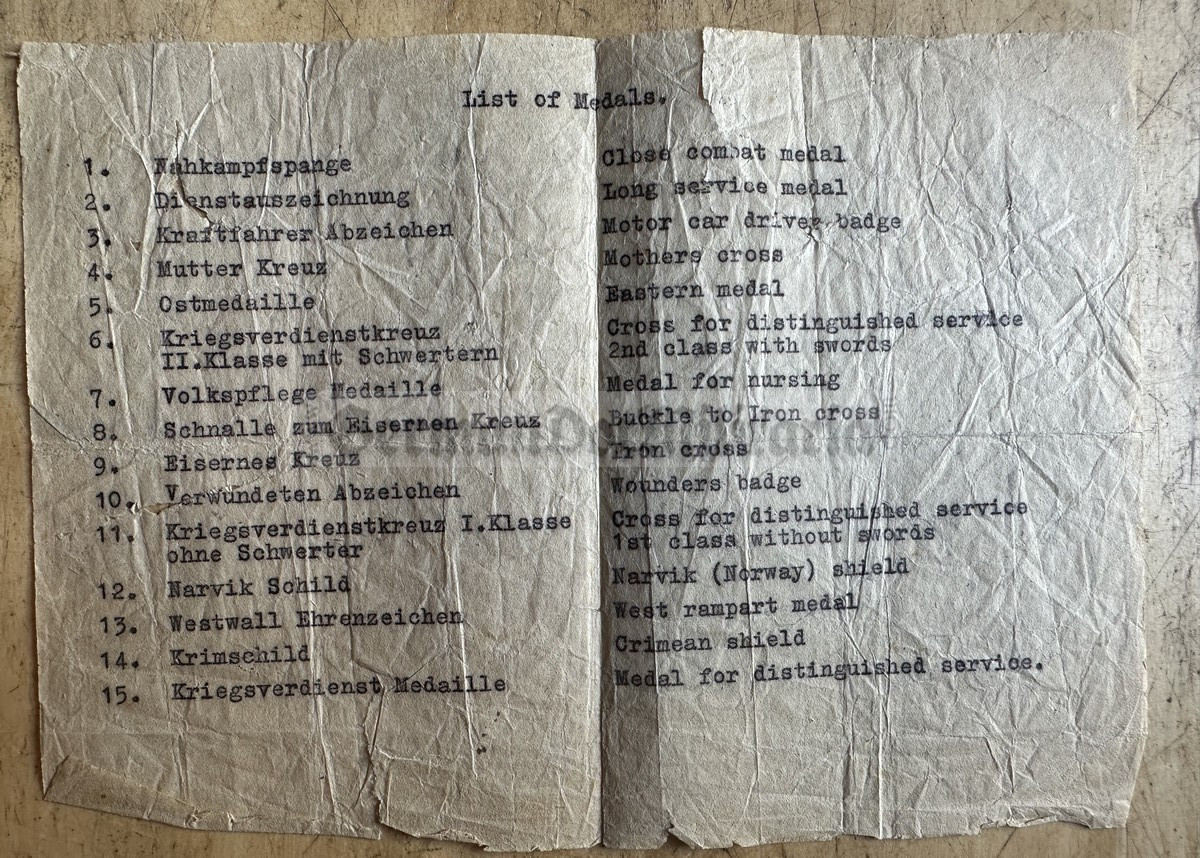 List of Medals.
1. Nahkampfspange Close combat medal
2. Dienstauszeichnung Long service medal
3. Kraftfahrer Abzeichen Motor car driver badge
4. Mutter Kreuz Mothers cross
5. Ostmedaille Eastern medal
6. Kriegsverdienstkreuz Cross for distinguished service
II.Klasse mit Schwertern 2nd class with swords
7. Volkspflege Medaille Medal for nursing
8. Schnalle zum Eisernen Kreuz Buckle to Iron cross
9. Eisernes Kreuz Iron cross
10. Verwundeten Abzeichen Wounders badge
11. Kriegsverdienstkreuz I.Klasse Cross for distinguished service
ohne Schwerter 1st class without swords
12. Narvik Schild Narvik (Norway) shield
13. Westwall Ehrenzeichen West rampart medal
14. Krimschild Crimean shield
15. Kriegsverdienst Medaille Medal for distinguished service.